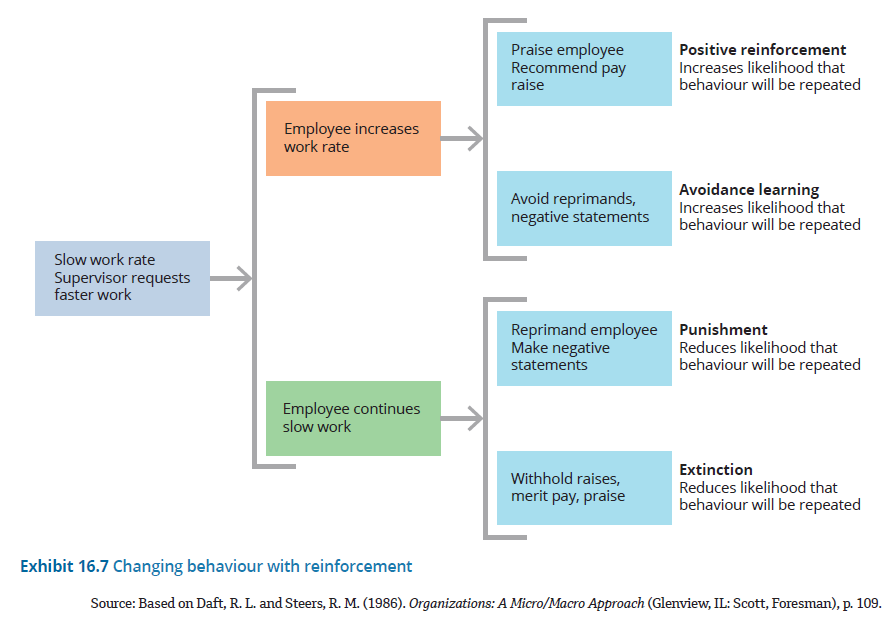 Slow work rate
Supervisor requests
faster work
Employee increases
work rate
Praise employee
Recommend pay
raise
Positive reinforcement
Increases likelihood that
behaviour will be repeated
Avoid reprimands,
negative statements
Avoidance learning
Increases likelihood that
behaviour will be repeated
Employee continues
slow work
Reprimand employee
Make negative
statements
Punishment
Reduces likelihood that
behaviour will be repeated
Withhold raises,
merit pay, praise
Extinction
Reduces likelihood that
behaviour will be repeated
Exhibit 16.7 Changing behaviour with reinforcement
Source: Based on Daft, R. L. and Steers, R. M. (1986). Organizations: A Micro/Macro Approach (Glenview, IL: Scott, Foresman), p. 109.